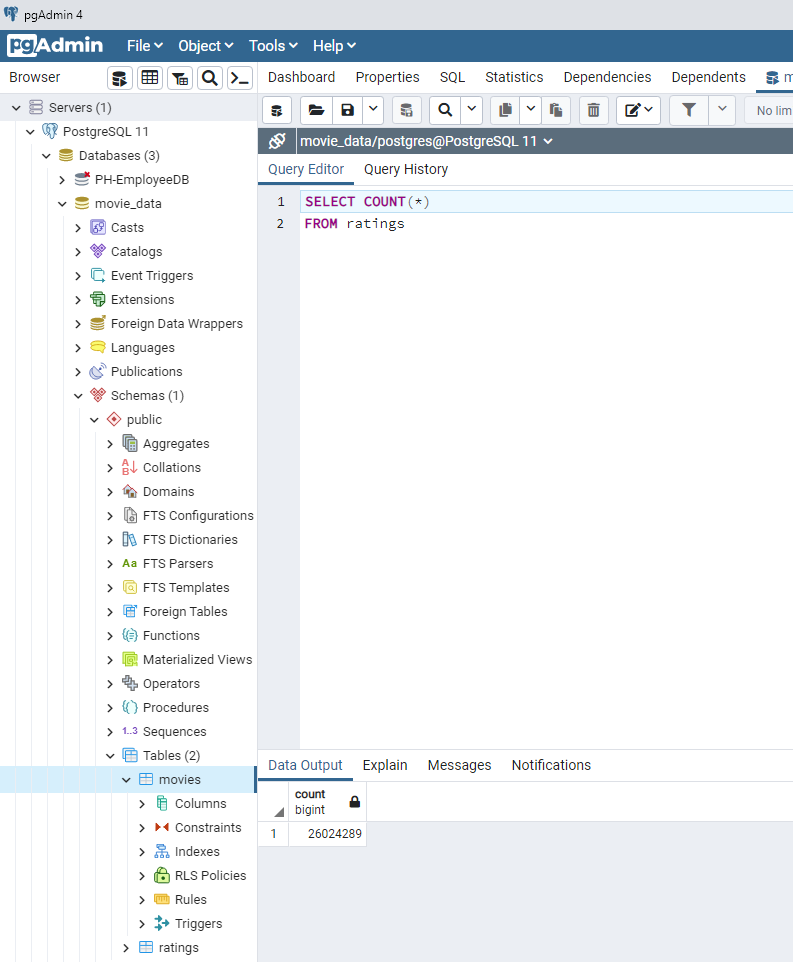 pgAdmin 4
pgAdmin File Object Tools Help
Browser Dashboard Properties SQL Statistics Dependencies Dependents
Servers (1)
PostgreSQL 11
Databases (3)
PH-EmployeeDB
movie_data
Casts
Catalogs
Event Triggers
Extensions
Foreign Data Wrappers
Languages
Publications
Schemas (1)
public
Aggregates
Collations
Domains
FTS Configurations
FTS Dictionaries
Aa FTS Parsers
FTS Templates
Foreign Tables
Functions
Materialized Views
Operators
Procedures
1..3 Sequences
Tables (2)
movies
Columns
Constraints
Indexes
RLS Policies
Rules
Triggers
ratings
No lim
movie_data/postgres@PostgreSQL 11
Query Editor Query History
1 SELECT COUNT(*)
2 FROM ratings
Data Output Explain Messages Notifications
count
bigint
1 26024289